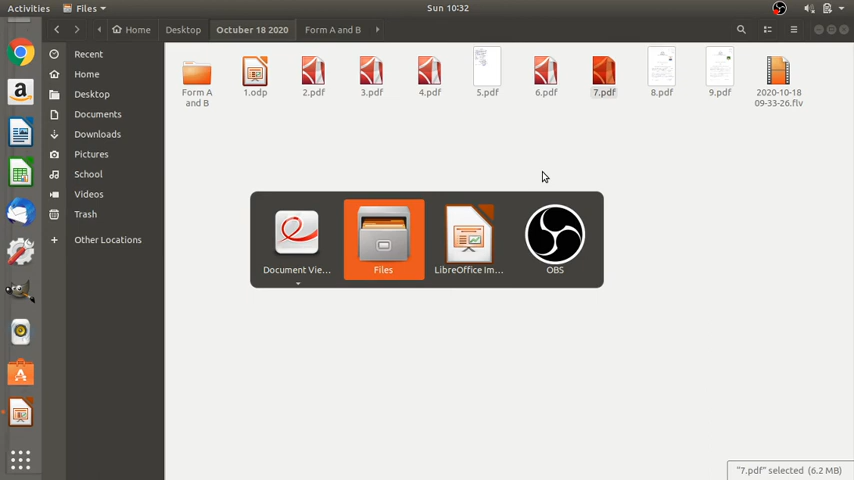 Activities Files Sun 10:32
Home Desktop Octuber 18 2020 Form A and B
Recent
Home
Desktop
Documents
Downloads
Pictures
School
Videos
Trash
Other Locations
Form A
and B
1.odp
2.pdf
3.pdf
4.pdf
5.pdf
6.pdf
7.pdf
8.pdf
9.pdf
2020-10-18
09-33-26.flv
Document Vie...
Files
LibreOffice Im...
OBS
"7.pdf" selected (6.2 MB)